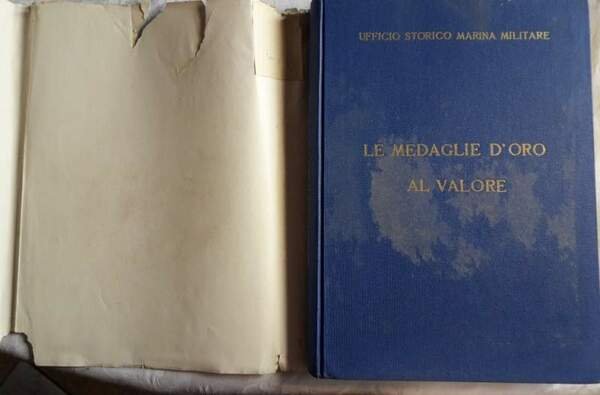 UFFICIO STORICO MARINA MILITARE
LE MEDAGLIE D'ORO
AL VALORE